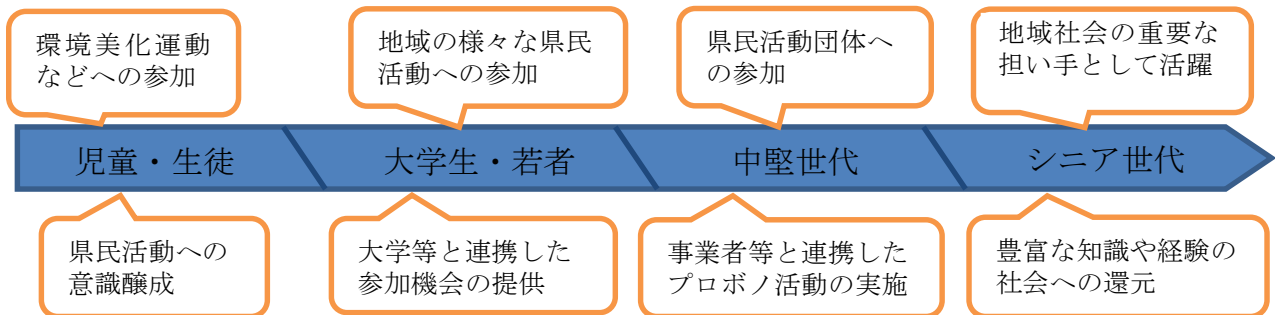 環境美化運動
などへの参加
地域の様々な県民
活動への参加
県民活動団体へ
の参加
地域社会の重要な
担い手として活躍
児童・生徒
大学生・若者
中堅世代
シニア世代
県民活動への
意識醸成
大学等と連携した
参加機会の提供
事業者等と連携した
プロボノ活動の実施
豊富な知識や経験の
社会への還元